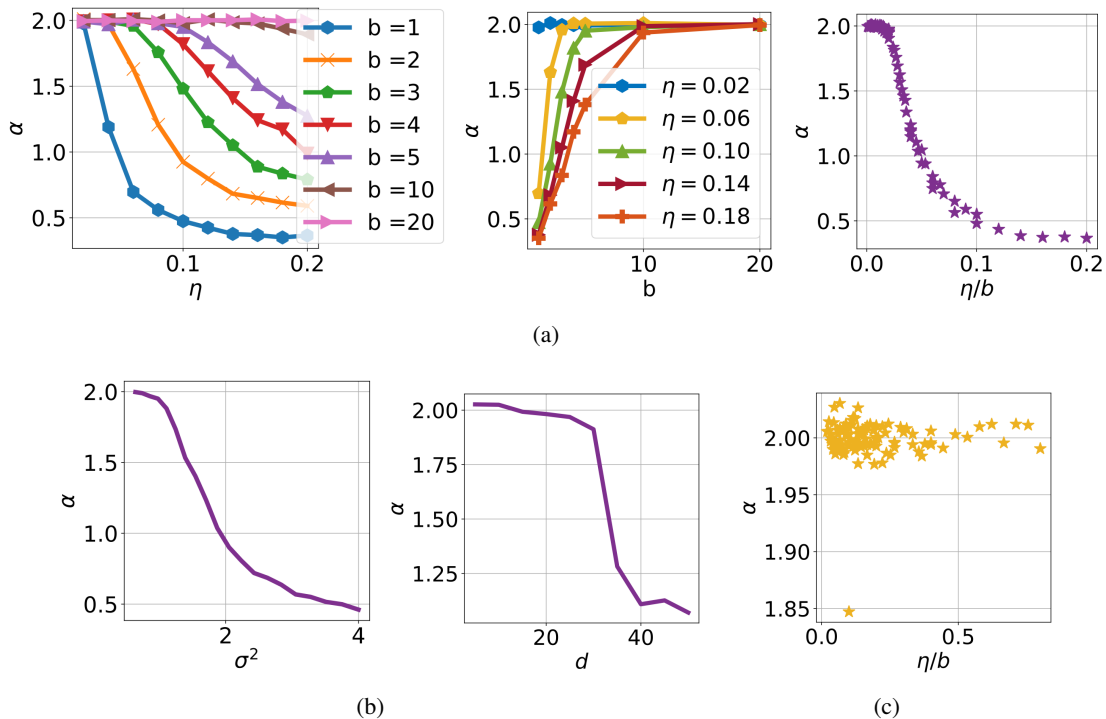 2.0
1.5
1.0
0.5
α
0.1
0.2
η
b =1
b =2
b =3
b =4
b =5
b =10
b =20
2.0
1.5
1.0
0.5
α
10
20
b
η = 0.02
η = 0.06
η = 0.10
η = 0.14
η = 0.18
2.0
1.5
1.0
0.5
α
0.0
0.1
0.2
η/b
(a)
2.0
1.5
1.0
0.5
α
2
4
σ²
2.00
1.75
1.50
1.25
α
20
40
d
(b)
2.00
1.95
1.90
1.85
α
0.0
0.5
η/b
(c)